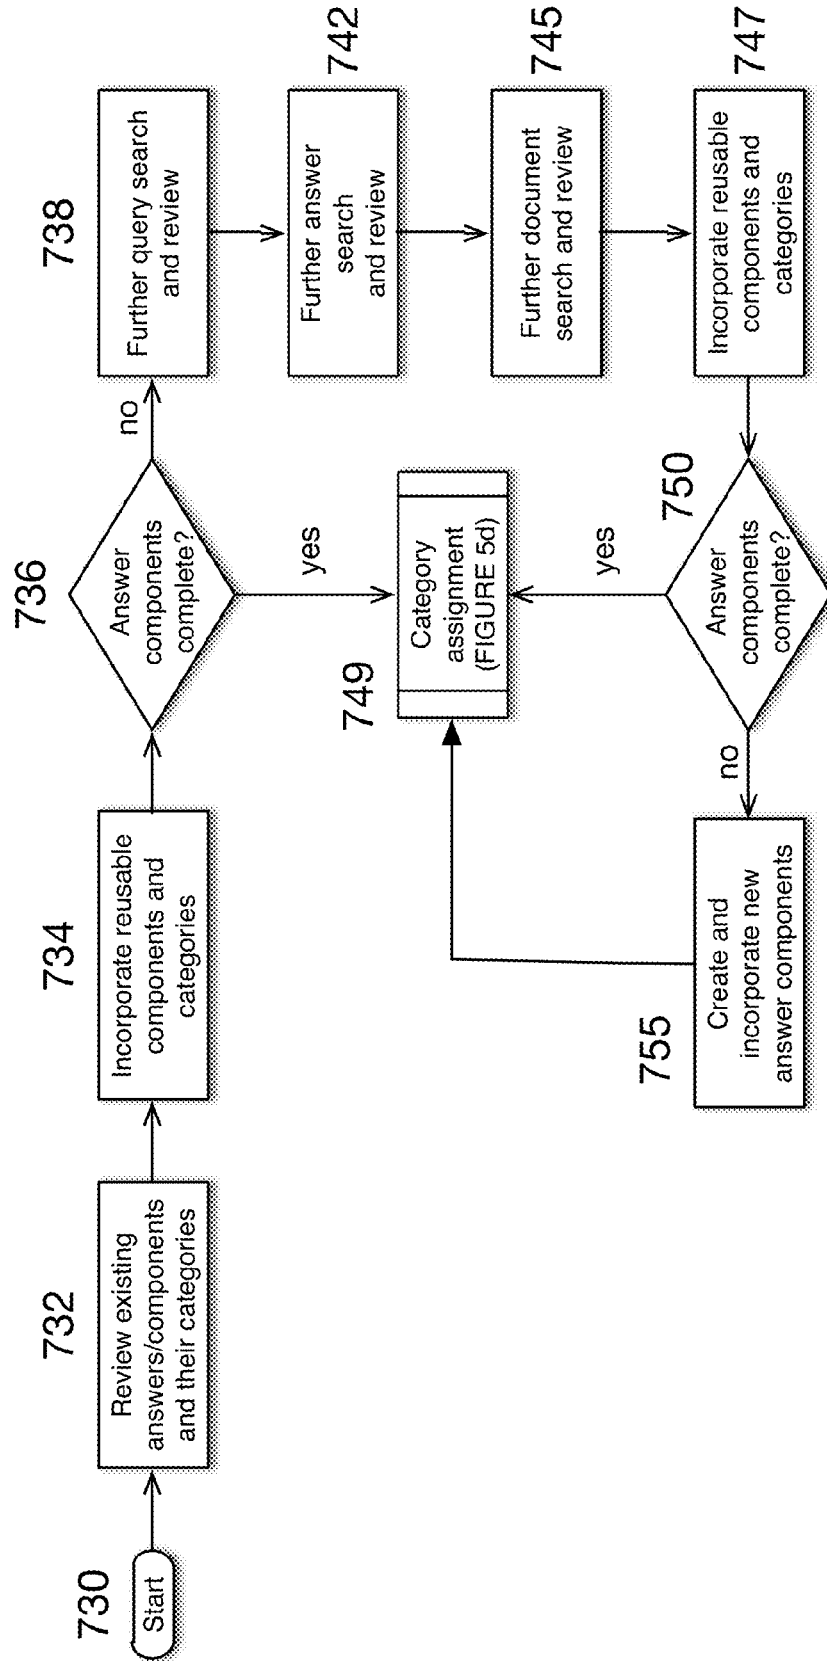 730
Start
732
Review existing
answers/components
and their categories
734
Incorporate reusable
components and
categories
736
Answer
components
complete?
no
yes
738
Further query search
and review
742
Further answer
search
and review
745
Further document
search and review
747
Incorporate reusable
components and
categories
750
Answer
components
complete?
yes
no
749
Category
assignment
(FIGURE 5d)
755
Create and
incorporate new
answer components